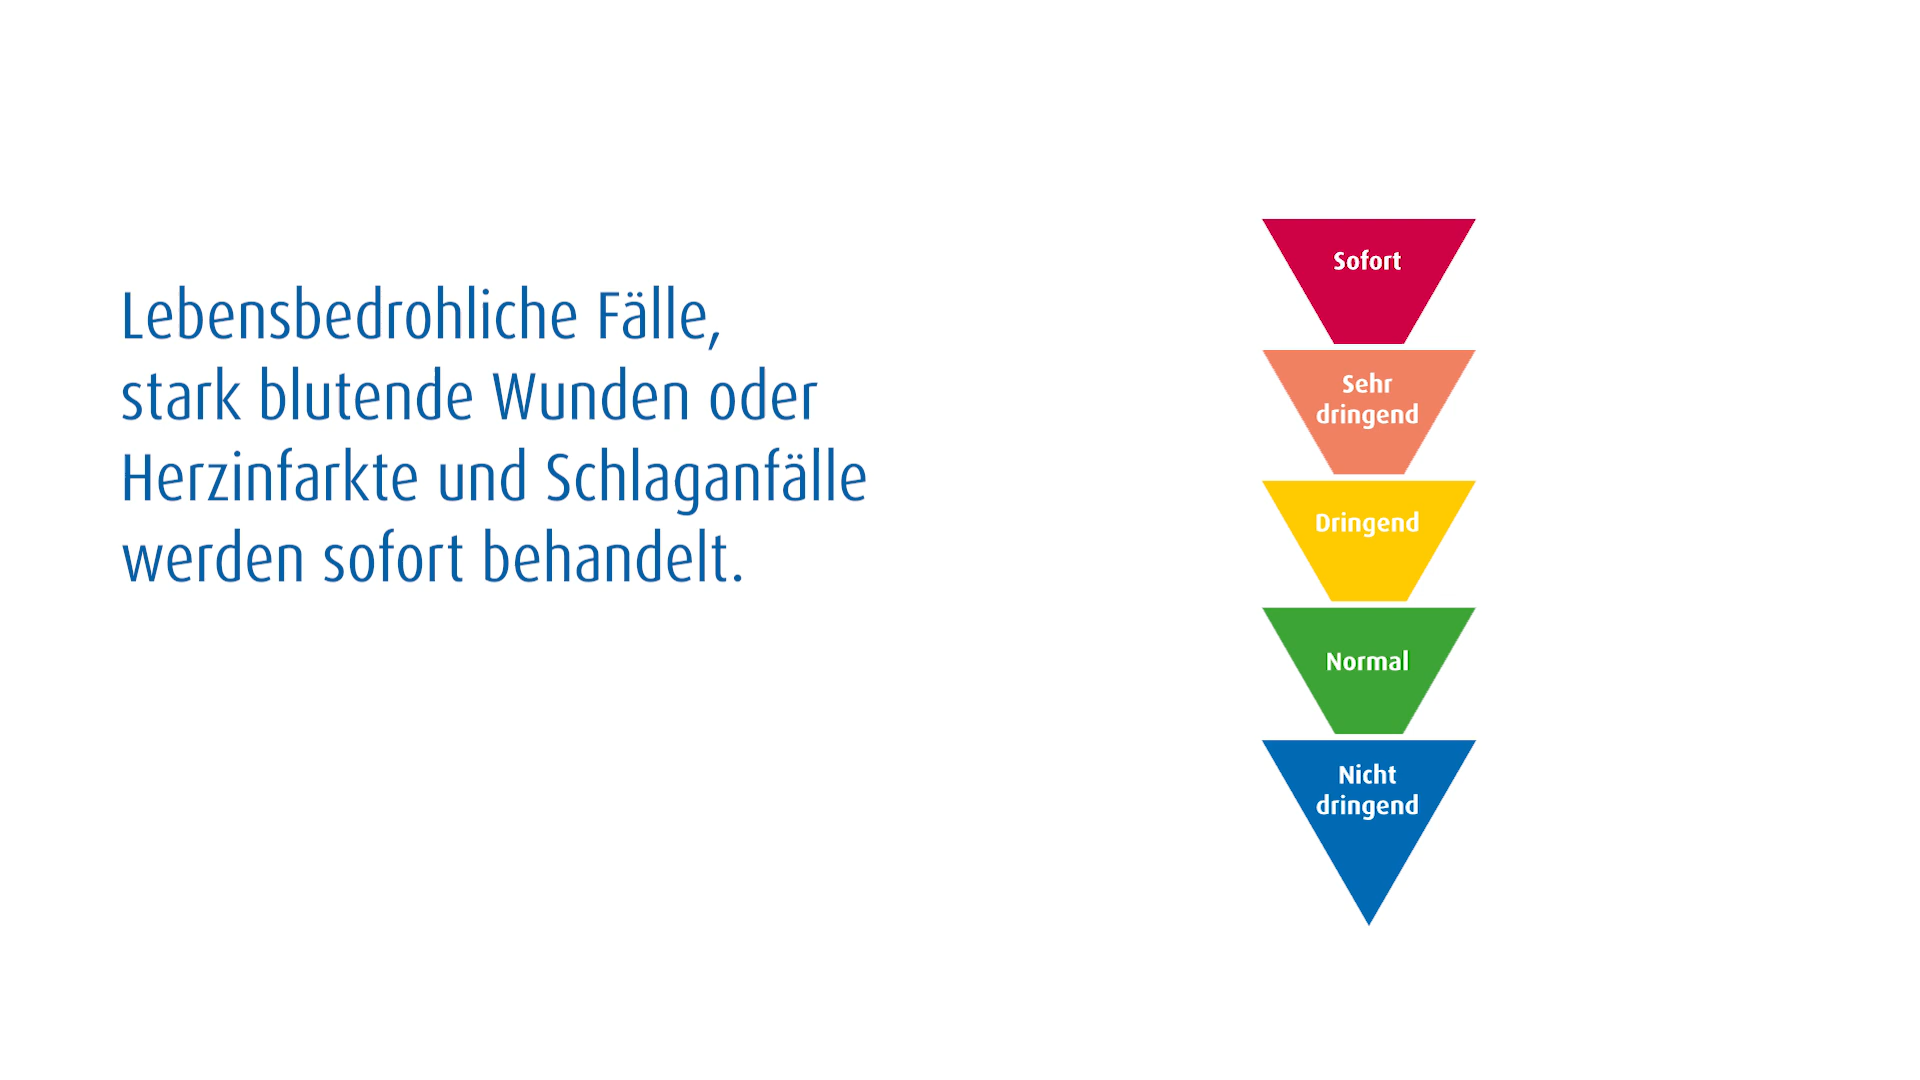 Lebensbedrohliche Fälle,
stark blutende Wunden oder
Herzinfarkte und Schlaganfälle
werden sofort behandelt.
Sofort
Sehr
dringend
Dringend
Normal
Nicht
dringend